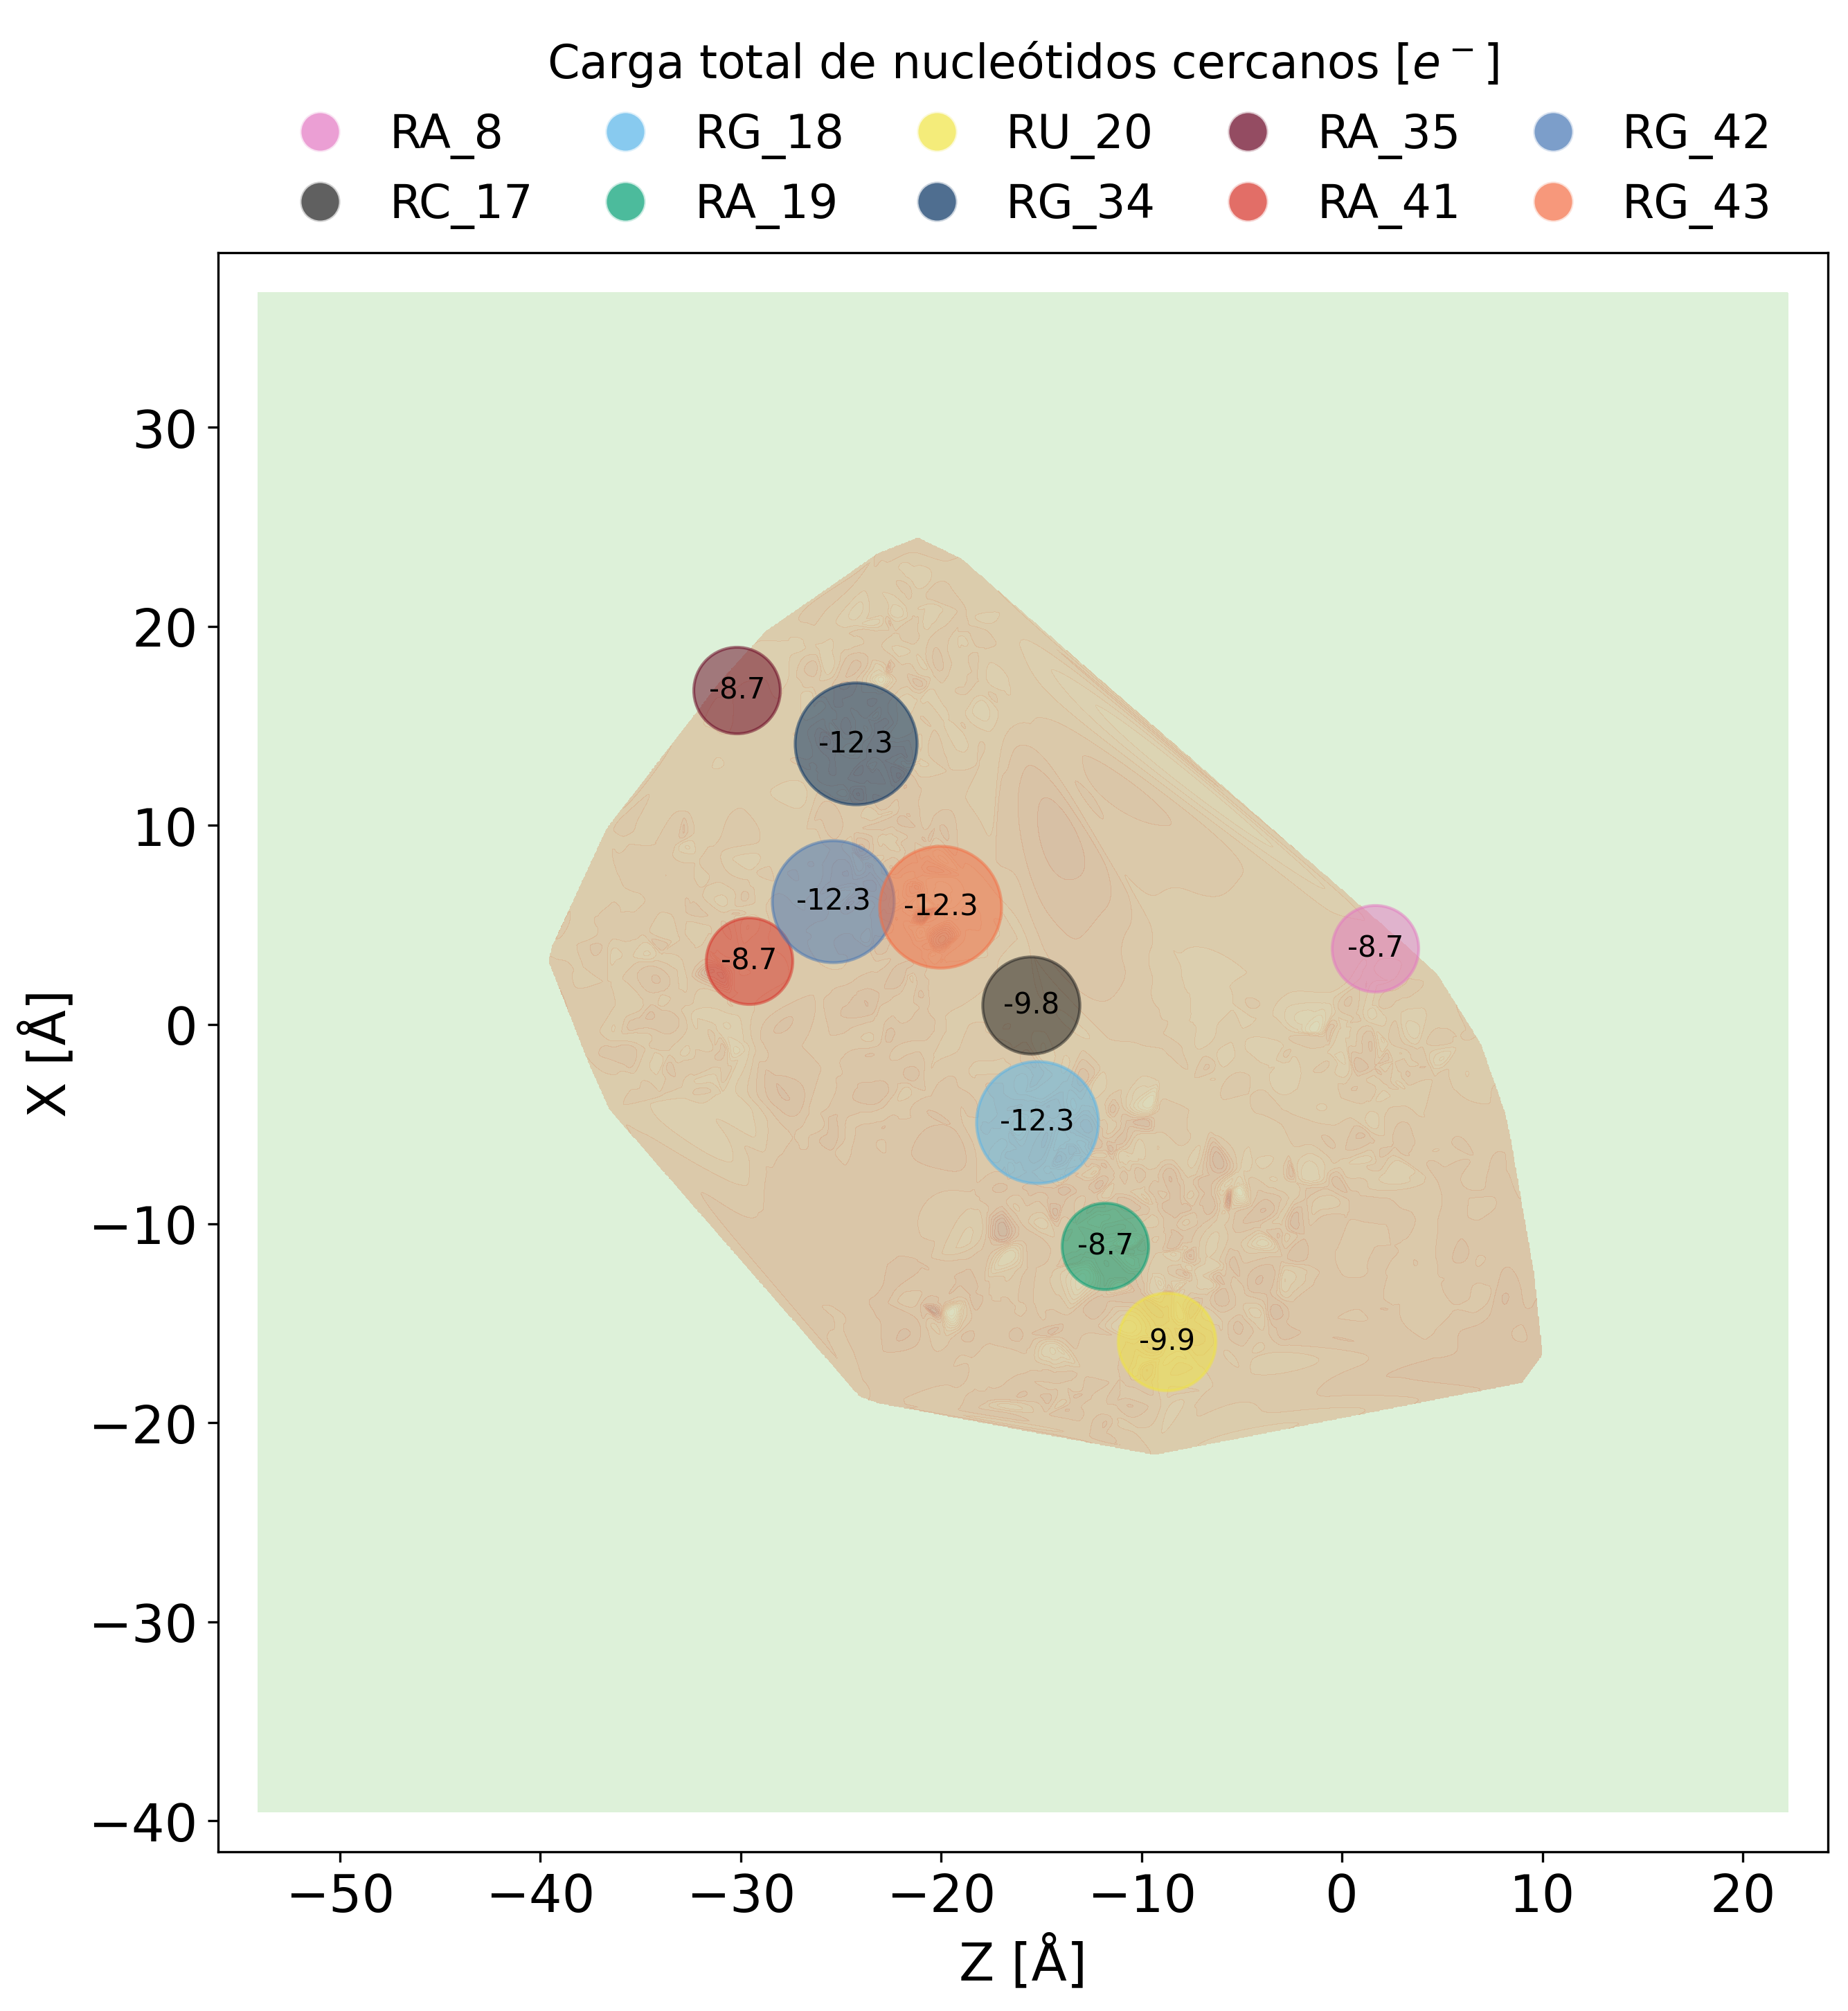 Carga total de nucleótidos cercanos [e⁻]
RA_8 RG_18 RU_20 RA_35 RG_42
RC_17 RA_19 RG_34 RA_41 RG_43
30
20
-8.7
-12.3
10
-12.3 -12.3
-8.7
-8.7
-9.8
0
X [Å]
-12.3
−10
-8.7
-9.9
−20
−30
−40
−50 −40 −30 −20 −10 0 10 20
Z [Å]